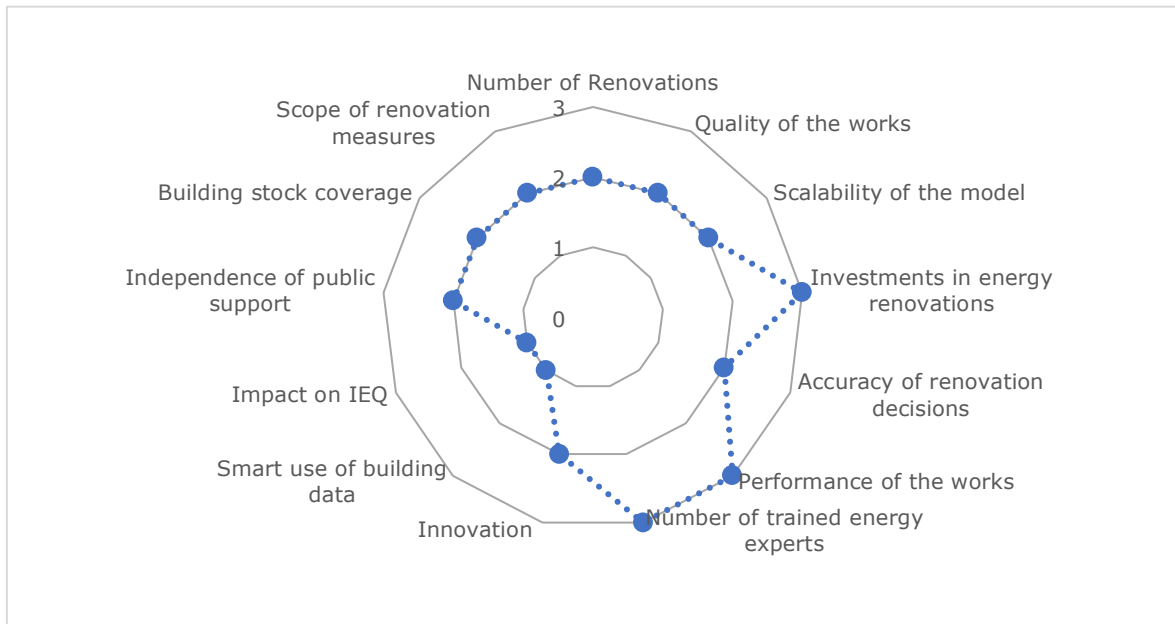 Number of Renovations
Quality of the works
Scalability of the model
Investments in energy
renovations
Accuracy of renovation
decisions
Performance of the works
Number of trained energy
experts
Innovation
Smart use of building
data
Impact on IEQ
Independence of public
support
Building stock coverage
Scope of renovation
measures
3
2
1
0